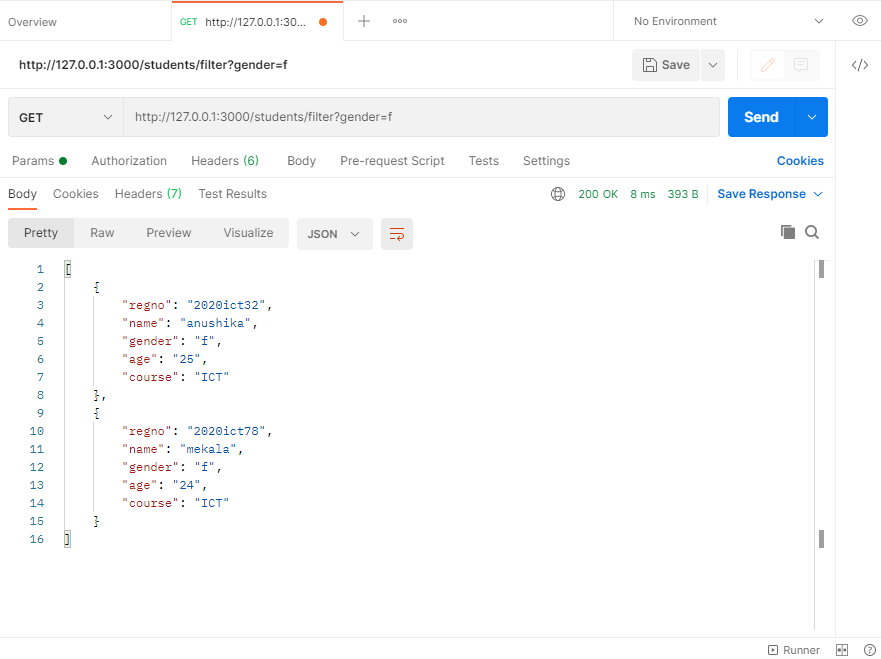 Overview
GET http://127.0.0.1:30...
No Environment
http://127.0.0.1:3000/students/filter?gender=f
Save
GET
http://127.0.0.1:3000/students/filter?gender=f
Send
Params
Authorization
Headers (6)
Body
Pre-request Script
Tests
Settings
Cookies
Body
Cookies
Headers (7)
Test Results
200 OK
8 ms
393 B
Save Response
Pretty
Raw
Preview
Visualize
JSON
1 [
2 {
3 "regno": "2020ict32",
4 "name": "anushika",
5 "gender": "f",
6 "age": "25",
7 "course": "ICT"
8 },
9 {
10 "regno": "2020ict78",
11 "name": "mekala",
12 "gender": "f",
13 "age": "24",
14 "course": "ICT"
15 }
16 ]
Runner